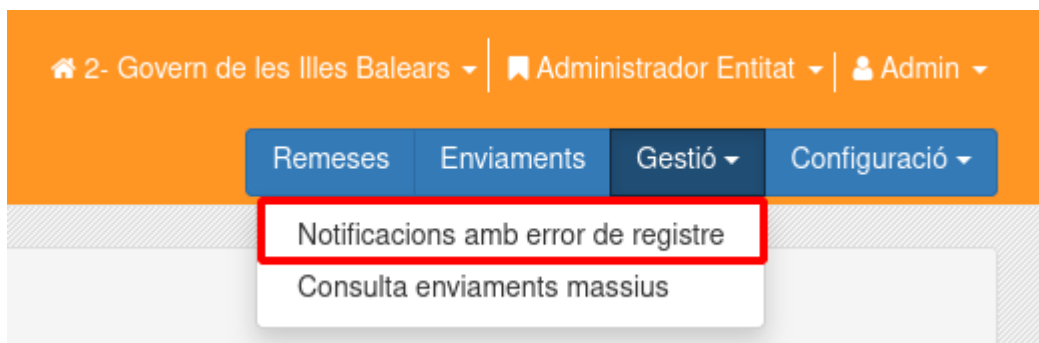 2- Govern de les Illes Balears Administrador Entitat Admin
Remeses Enviaments Gestió Configuració
Notificacions amb error de registre
Consulta enviaments massius